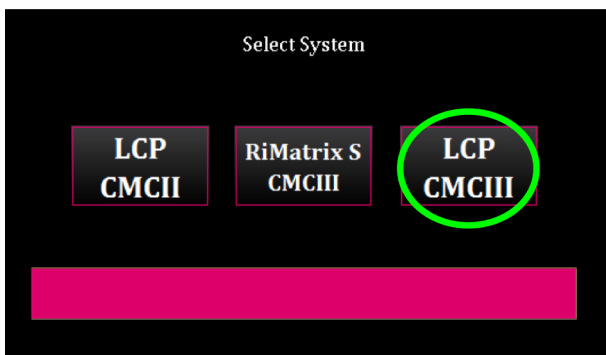 Select System
LCP
CMCII
RiMatrix S
CMCIII
LCP
CMCIII